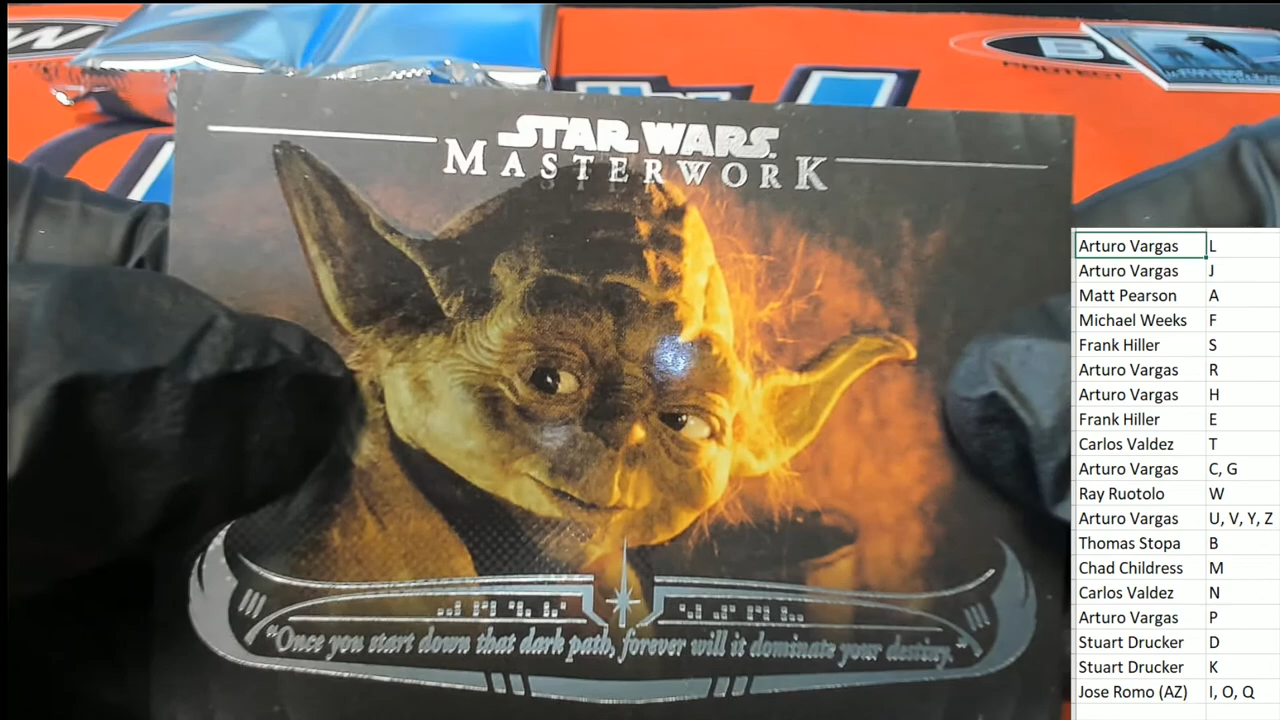 STAR WARS
MASTERWORK
"Once you start down that dark path, forever will it dominate your destiny."
PROTECT
Arturo Vargas L
Arturo Vargas J
Matt Pearson A
Michael Weeks F
Frank Hiller S
Arturo Vargas R
Arturo Vargas H
Frank Hiller E
Carlos Valdez T
Arturo Vargas C, G
Ray Ruotolo W
Arturo Vargas U, V, Y, Z
Thomas Stopa B
Chad Childress M
Carlos Valdez N
Arturo Vargas P
Stuart Drucker D
Stuart Drucker K
Jose Romo (AZ) I, O, Q